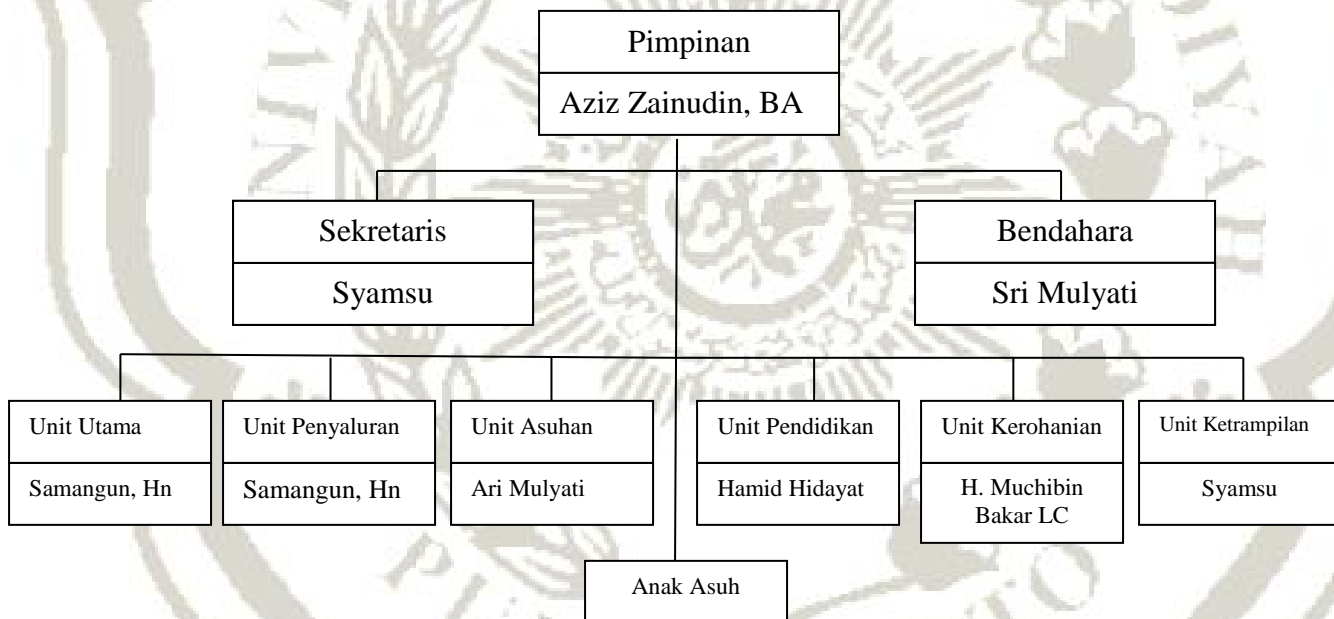 Pimpinan
Aziz Zainudin, BA
Sekretaris
Syamsu
Bendahara
Sri Mulyati
Unit Utama
Samangun, Hn
Unit Penyaluran
Samangun, Hn
Unit Asuhan
Ari Mulyati
Unit Pendidikan
Hamid Hidayat
Unit Kerohanian
H. Muchibin
Bakar LC
Unit Ketrampilan
Syamsu
Anak Asuh